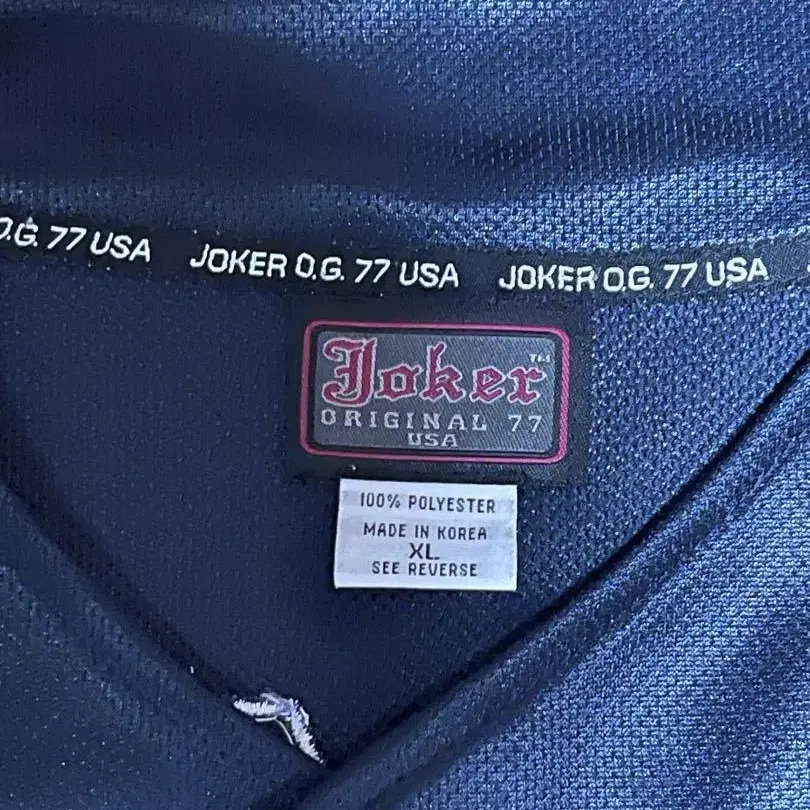 O.G. 77 USA JOKER O.G. 77 USA JOKER O.G. 77 USA
Joker™
ORIGINAL 77
USA
100% POLYESTER
MADE IN KOREA
XL
SEE REVERSE